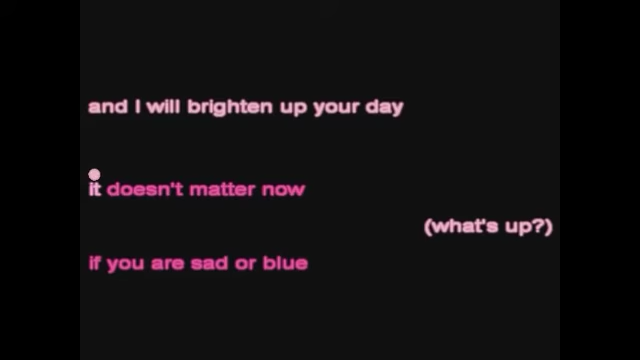 and I will brighten up your day
it doesn't matter now
(what's up?)
if you are sad or blue